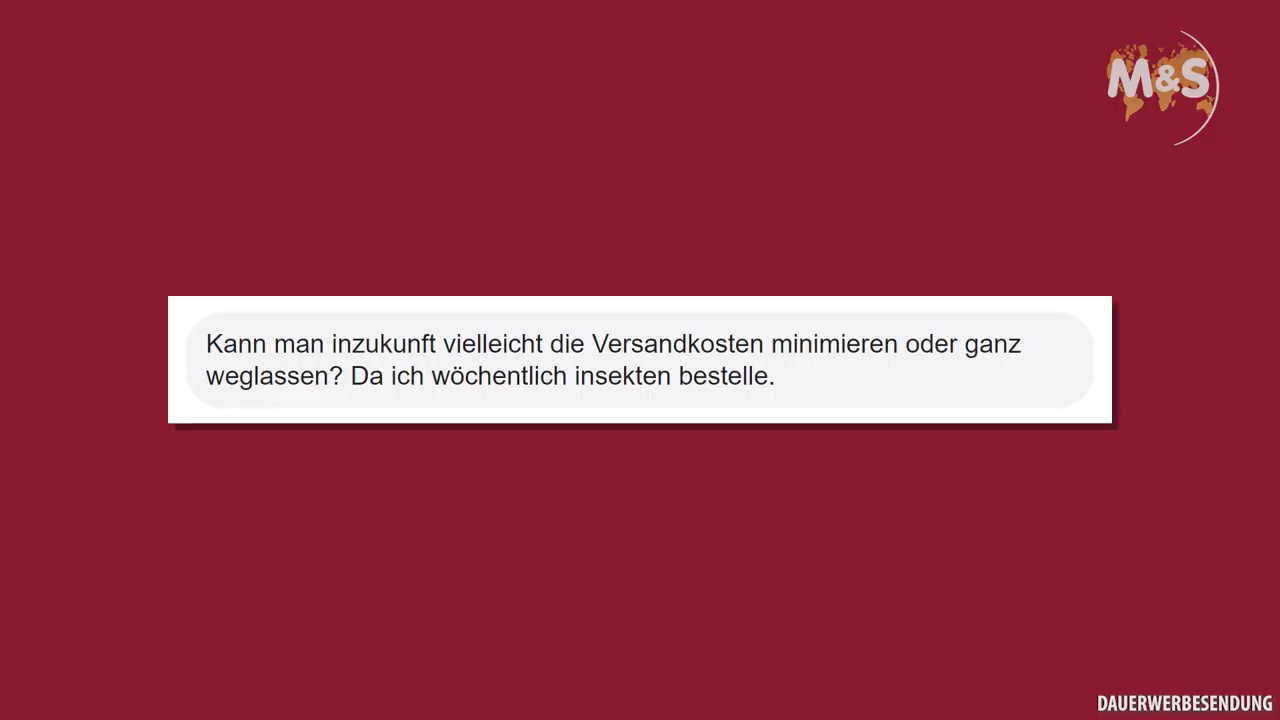 M&S
Kann man inzukunft vielleicht die Versandkosten minimieren oder ganz
weglassen? Da ich wöchentlich insekten bestelle.
DAUERWERBESENDUNG